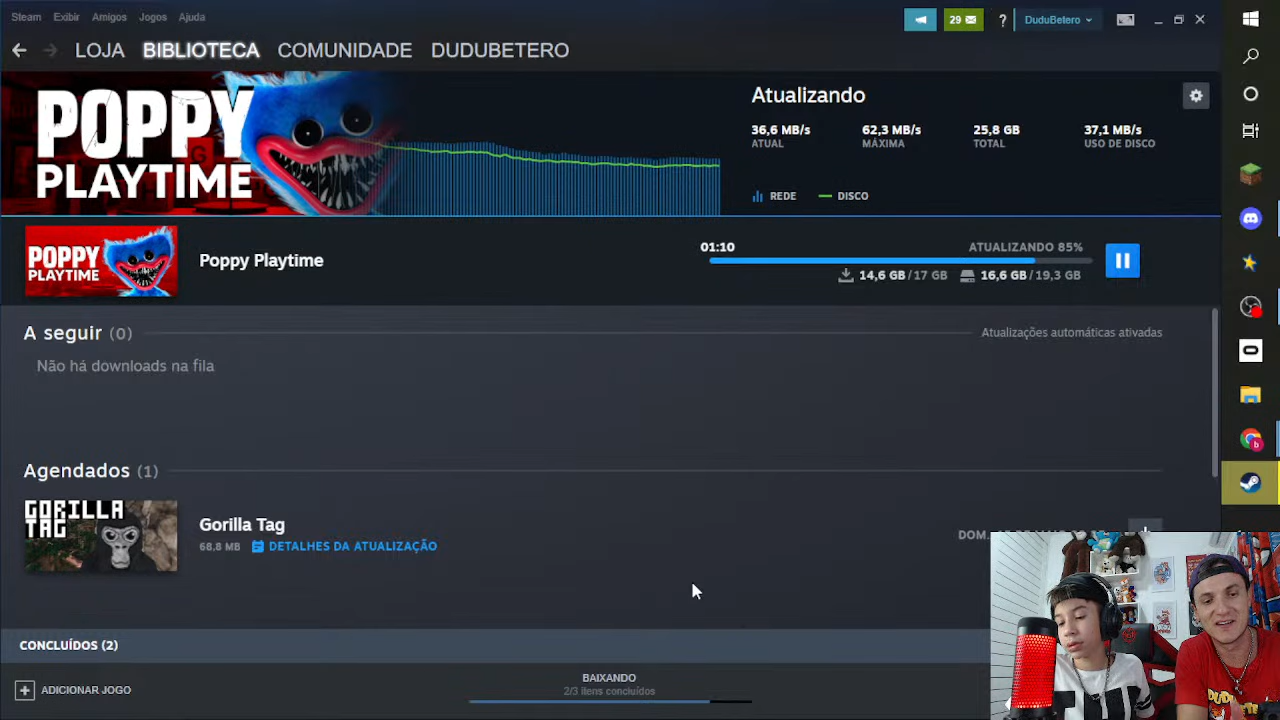 Steam Exibir Amigos Jogos Ajuda
29
?
DuduBetero
LOJA BIBLIOTECA COMUNIDADE DUDUBETERO
POPPY
PLAYTIME
Atualizando
36,6 MB/s 62,3 MB/s 25,8 GB 37,1 MB/s
ATUAL MÁXIMA TOTAL USO DE DISCO
REDE DISCO
POPPY
PLAYTIME
Poppy Playtime
01:10 ATUALIZANDO 85%
14,6 GB/17 GB 16,6 GB/19,3 GB
A seguir (0)
Atualizações automáticas ativadas
Não há downloads na fila
Agendados (1)
GORILLA
TAG
Gorilla Tag
68,8 MB DETALHES DA ATUALIZAÇÃO
DOM.
CONCLUÍDOS (2)
ADICIONAR JOGO
BAIXANDO
2/3 itens concluídos